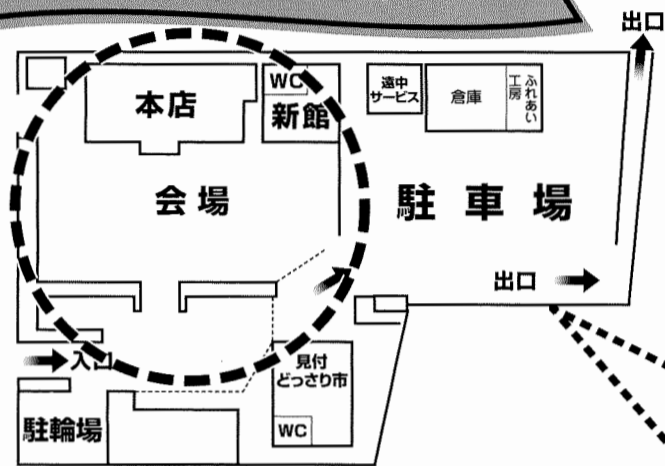 出口
WC
本店
新館
遠中
サービス
倉庫
ふれあい
工房
会場
駐車場
出口
入口
見付
どっさり市
WC
駐輪場